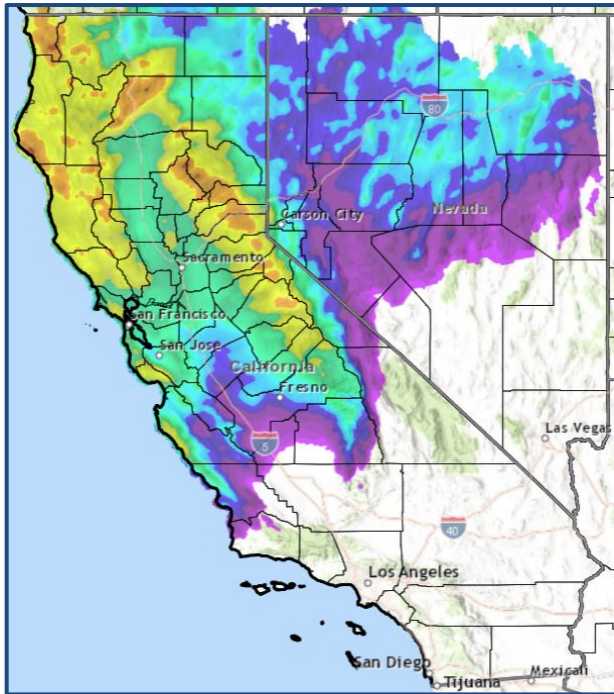 80
Carson City
Nevada
Sacramento
San Francisco
San Jose
California
Fresno
Las Vegas
5
40
Los Angeles
San Diego
Tijuana
Mexicali